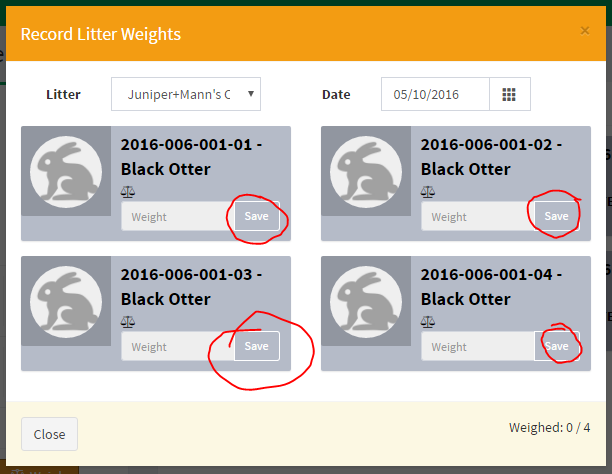 Record Litter Weights ×
Litter Juniper+Mann's C Date 05/10/2016
2016-006-001-01 -
Black Otter
Weight Save
2016-006-001-02 -
Black Otter
Weight Save
2016-006-001-03 -
Black Otter
Weight Save
2016-006-001-04 -
Black Otter
Weight Save
Close Weighed: 0 / 4